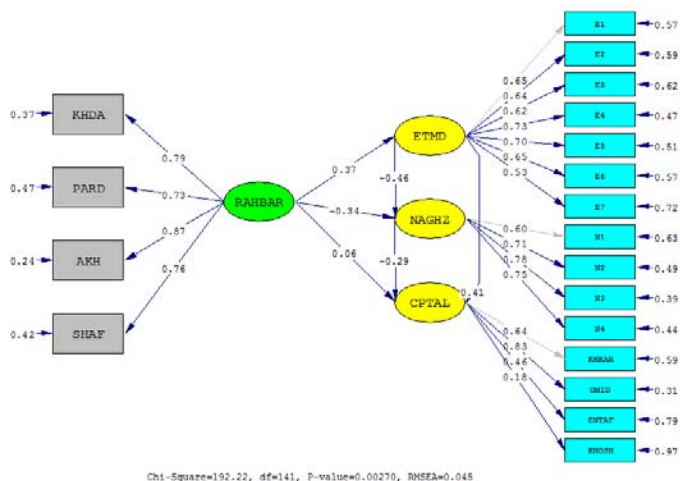 0.37
KHDA
0.47
PARD
0.24
AKH
0.42
SHAF
0.79
0.73
0.87
0.76
RAHBAR
0.37
-0.34
0.06
ETMD
-0.46
NAGHZ
-0.29
CPTAL
0.41
0.65
0.64
0.62
0.73
0.70
0.65
0.53
0.60
0.71
0.78
0.75
0.64
0.83
0.46
0.18
E1 0.57
E2 0.59
E3 0.62
E4 0.47
E5 0.51
E6 0.57
E7 0.72
N1 0.63
N2 0.49
N3 0.39
N4 0.44
0.59
OMID 0.31
ENTAF 0.79
KHOSH 0.97
Chi-Square=192.22, df=141, P-value=0.00270, RMSEA=0.045